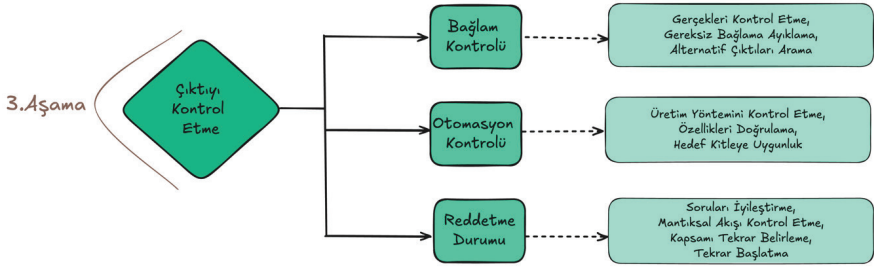 3.Aşama
Çıktıyı
Kontrol
Etme
Bağlam
Kontrolü
Gerçekleri Kontrol Etme,
Gereksiz Bağlama Ayıklama,
Alternatif Çıktıları Arama
Otomasyon
Kontrolü
Üretim Yöntemini Kontrol Etme,
Özellikleri Doğrulama,
Hedef Kitleye Uygunluk
Reddetme
Durumu
Soruları İyileştirme,
Mantıksal Akışı Kontrol Etme,
Kapsamı Tekrar Belirleme,
Tekrar Başlatma